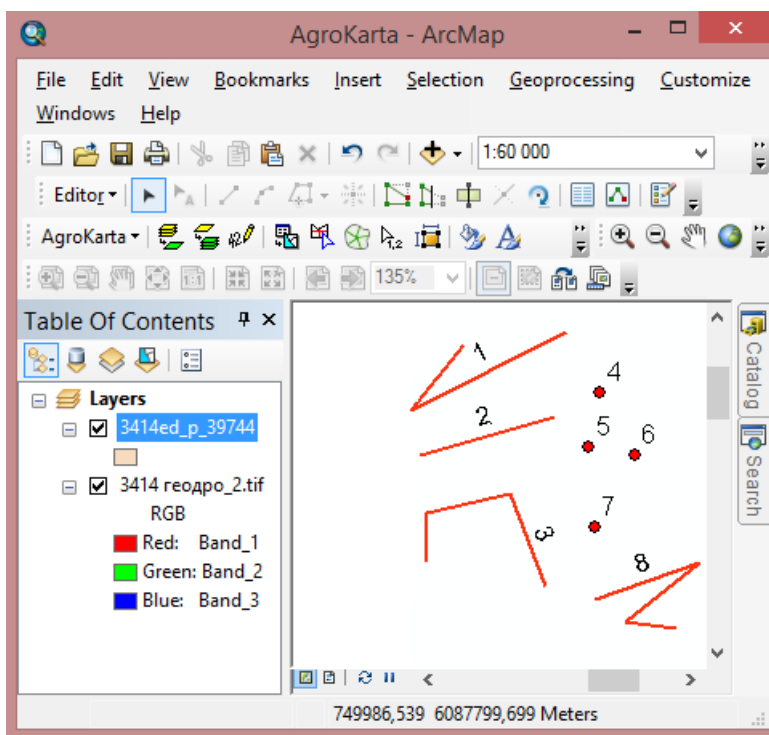 AgroKarta - ArcMap
File Edit View Bookmarks Insert Selection Geoprocessing Customize
Windows Help
1:60 000
Editor
AgroKarta
135%
Table Of Contents
Layers
3414ed_p_39744
3414 геодро_2.tif
RGB
Red: Band_1
Green: Band_2
Blue: Band_3
1
2
3
4
5
6
7
8
Catalog
Search
749986,539 6087799,699 Meters